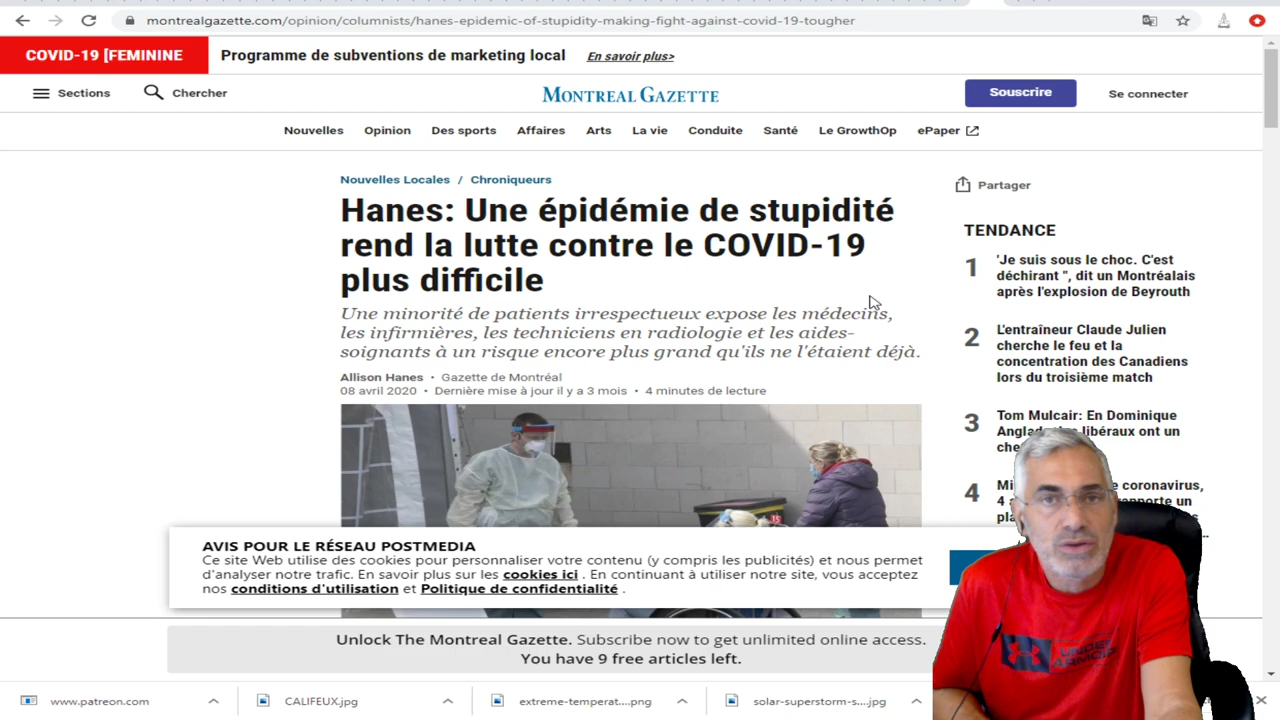 montrealgazette.com/opinion/columnists/hanes-epidemic-of-stupidity-making-fight-against-covid-19-tougher
COVID-19 [FEMININE
Programme de subventions de marketing local
En savoir plus>
Sections
Chercher
MONTREAL GAZETTE
Souscrire
Se connecter
Nouvelles
Opinion
Des sports
Affaires
Arts
La vie
Conduite
Santé
Le GrowthOp
ePaper
Nouvelles Locales / Chroniqueurs
Hanes: Une épidémie de stupidité
rend la lutte contre le COVID-19
plus difficile
Une minorité de patients irrespectueux expose les médecins,
les infirmières, les techniciens en radiologie et les aides-
soignants à un risque encore plus grand qu'ils ne l'étaient déjà.
Allison Hanes • Gazette de Montréal
08 avril 2020 • Dernière mise à jour il y a 3 mois • 4 minutes de lecture
Partager
TENDANCE
1
'Je suis sous le choc. C'est
déchirant ", dit un Montréalais
après l'explosion de Beyrouth
2
L'entraîneur Claude Julien
cherche le feu et la
concentration des Canadiens
lors du troisième match
3
Tom Mulcair: En Dominique
libéraux ont un
4
coronavirus,
AVIS POUR LE RÉSEAU POSTMEDIA
Ce site Web utilise des cookies pour personnaliser votre contenu (y compris les publicités) et nous permet
d'analyser notre trafic. En savoir plus sur les cookies ici . En continuant à utiliser notre site, vous acceptez
nos conditions d'utilisation et Politique de confidentialité .
Unlock The Montreal Gazette. Subscribe now to get unlimited online access.
You have 9 free articles left.
www.patreon.com
CALIFEUX.jpg
extreme-temperat....png
solar-superstorm-s....jpg
UNDER
ARMOUR